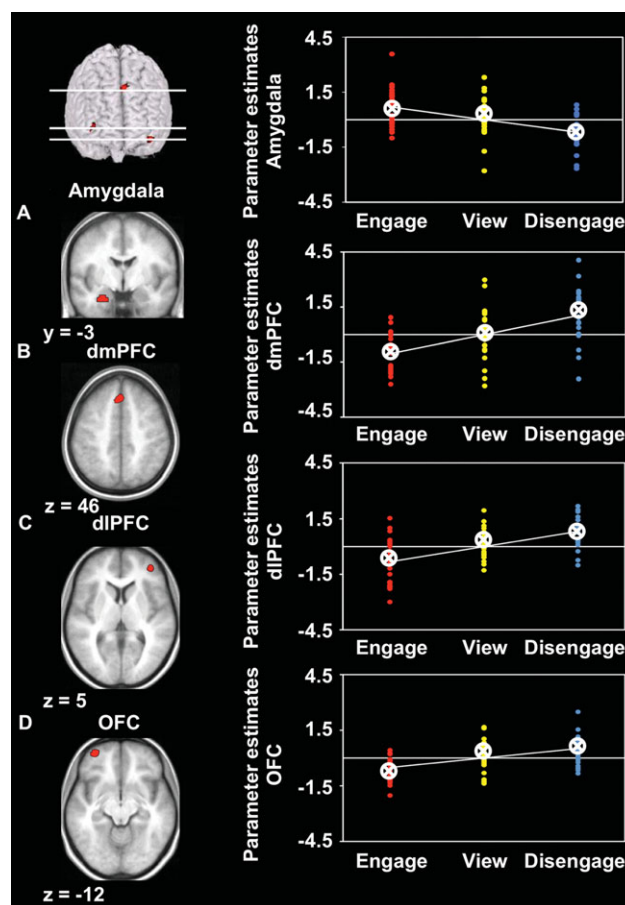 Amygdala
A
y = -3
B
dmPFC
z = 46
C
dlPFC
z = 5
D
OFC
z = -12
Parameter estimates
Amygdala
4.5
1.5
-1.5
-4.5
Engage View Disengage
Parameter estimates
dmPFC
4.5
1.5
-1.5
-4.5
Engage View Disengage
Parameter estimates
dlPFC
4.5
1.5
-1.5
-4.5
Engage View Disengage
Parameter estimates
OFC
4.5
1.5
-1.5
-4.5
Engage View Disengage